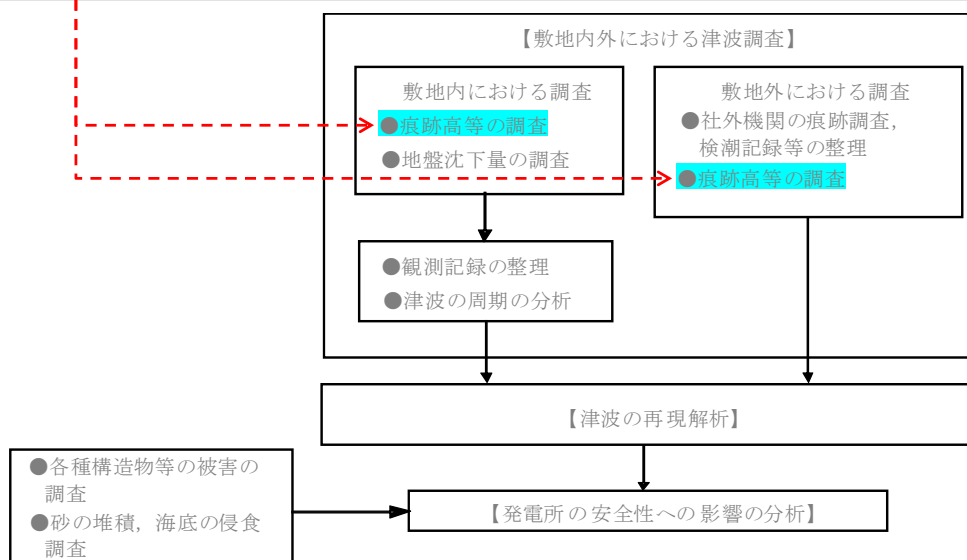 【敷地内外における津波調査】
敷地内における調査
●痕跡高等の調査
●地盤沈下量の調査
敷地外における調査
●社外機関の痕跡調査，
検潮記録等の整理
●痕跡高等の調査
●観測記録の整理
●津波の周期の分析
【津波の再現解析】
●各種構造物等の被害の
調査
●砂の堆積，海底の侵食
調査
【発電所の安全性への影響の分析】